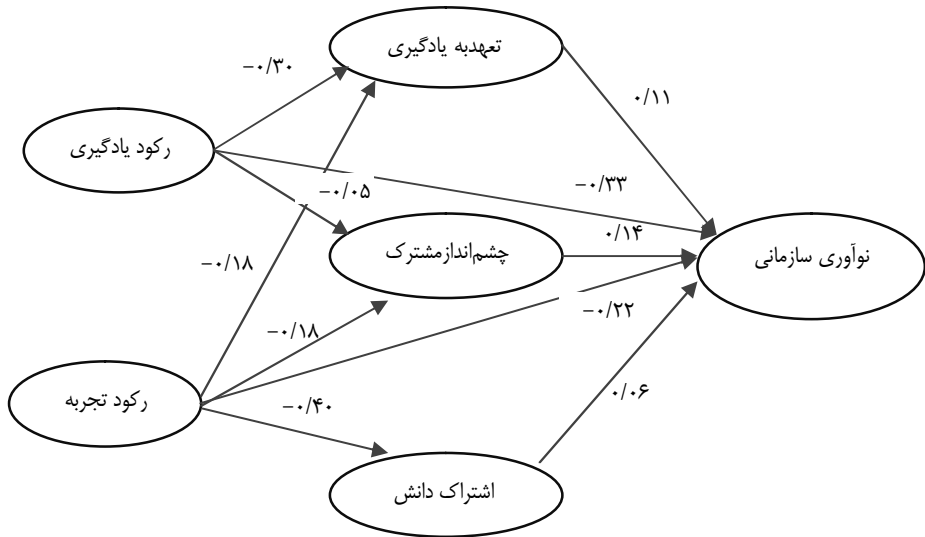 تعهدبه یادگیری
−۰/۳۰
۰/۱۱
رکود یادگیری
−۰/۳۳
−۰/۰۵
۰/۱۴
چشم‌اندازمشترک
نوآوری سازمانی
−۰/۱۸
−۰/۲۲
−۰/۱۸
رکود تجربه
−۰/۴۰
۰/۰۶
اشتراک دانش